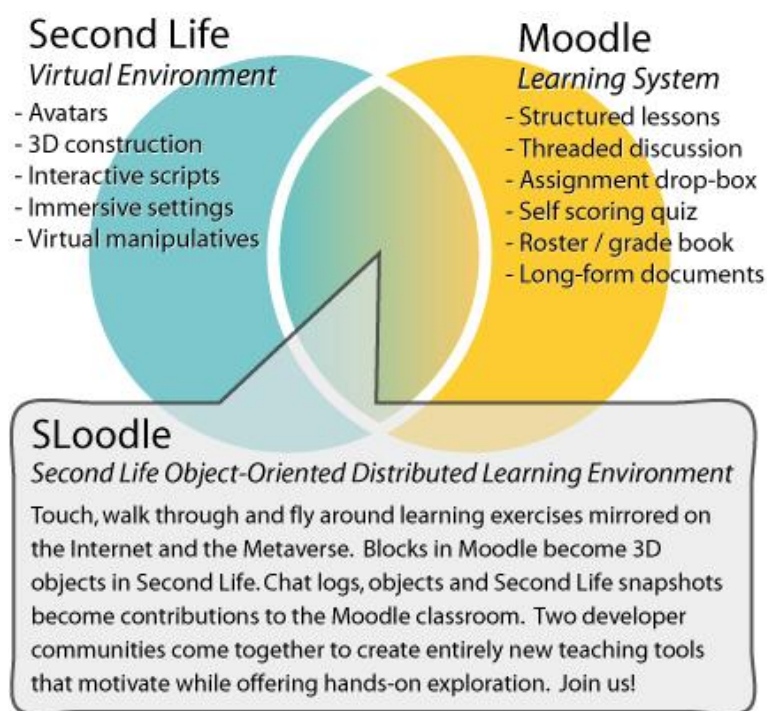 Second Life
Virtual Environment
- Avatars
- 3D construction
- Interactive scripts
- Immersive settings
- Virtual manipulatives
Moodle
Learning System
- Structured lessons
- Threaded discussion
- Assignment drop-box
- Self scoring quiz
- Roster / grade book
- Long-form documents
SLoodle
Second Life Object-Oriented Distributed Learning Environment
Touch, walk through and fly around learning exercises mirrored on
the Internet and the Metaverse. Blocks in Moodle become 3D
objects in Second Life. Chat logs, objects and Second Life snapshots
become contributions to the Moodle classroom. Two developer
communities come together to create entirely new teaching tools
that motivate while offering hands-on exploration. Join us!